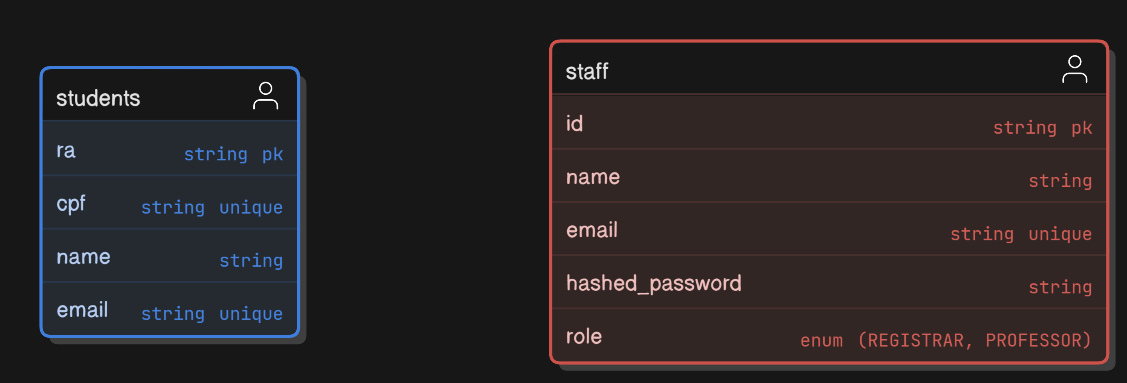 students
ra string pk
cpf string unique
name string
email string unique
staff
id string pk
name string
email string unique
hashed_password string
role enum (REGISTRAR, PROFESSOR)